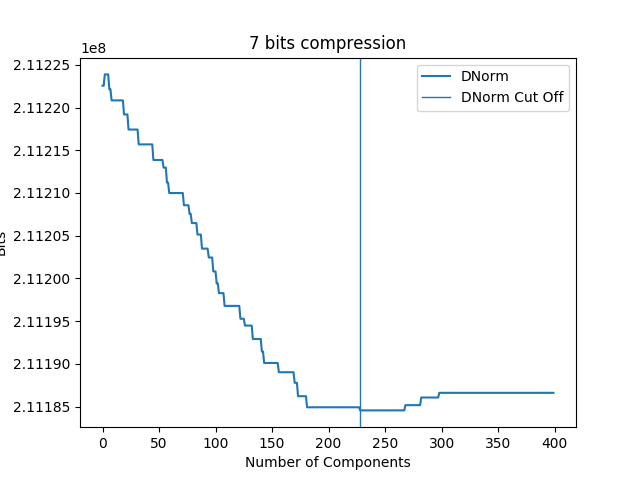 7 bits compression
1e8
2.11225
2.11220
2.11215
2.11210
2.11205
2.11200
2.11195
2.11190
2.11185
Bits
DNorm
DNorm Cut Off
0 50 100 150 200 250 300 350 400
Number of Components